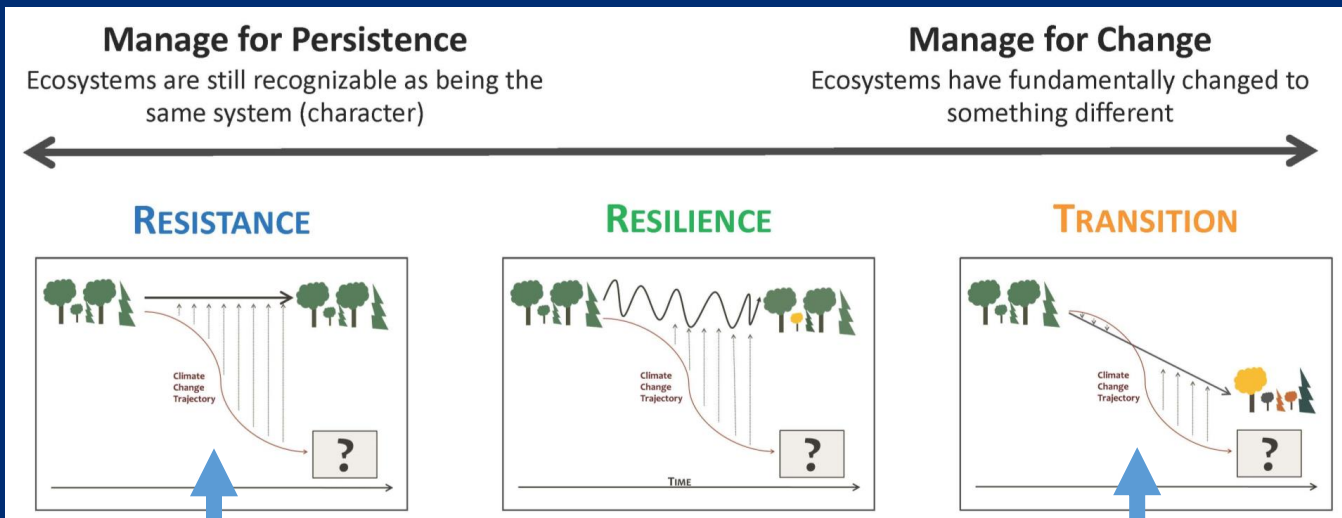 Manage for Persistence
Ecosystems are still recognizable as being the
same system (character)
Manage for Change
Ecosystems have fundamentally changed to
something different
RESISTANCE
RESILIENCE
TRANSITION
Climate
Change
Trajectory
?
Climate
Change
Trajectory
?
TIME
Climate
Change
Trajectory
?